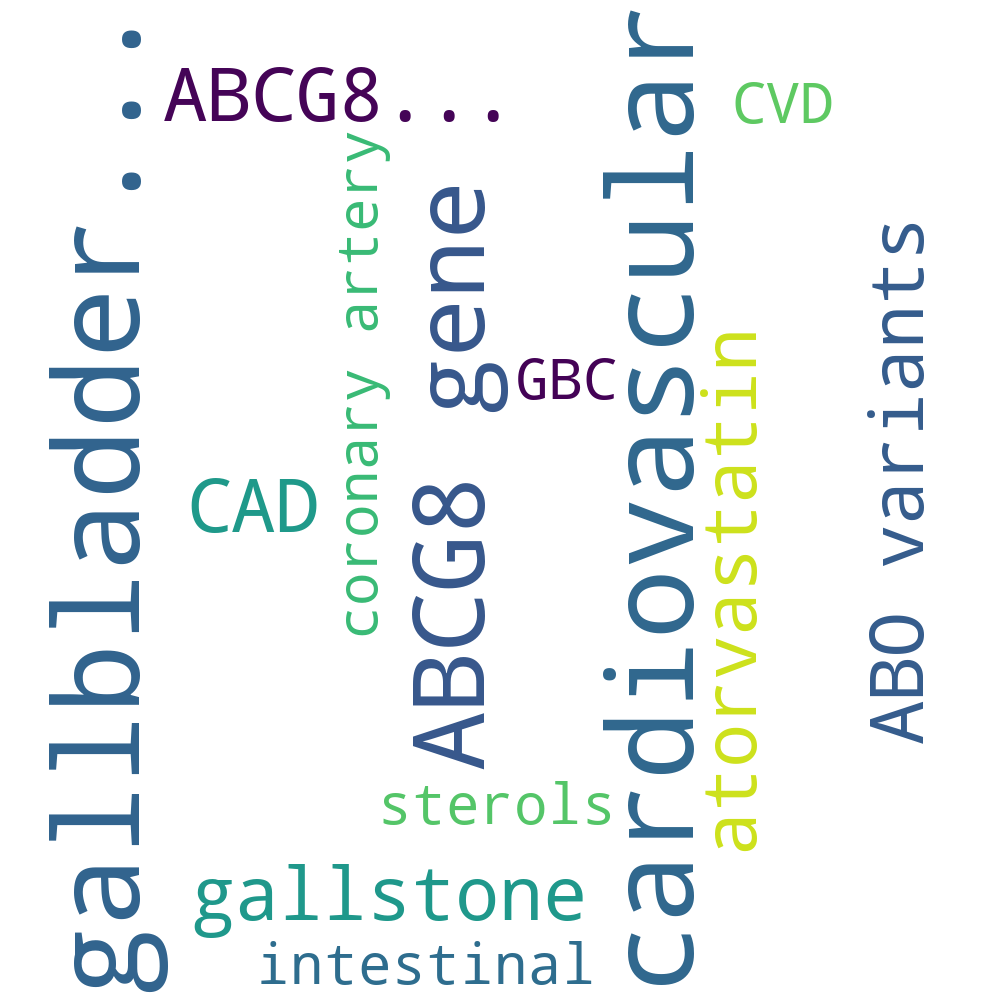 gallbladder...
ABCG8...
CVD
coronary artery
ABCG8 gene
cardiovascular
ABO variants
GBC
atorvastatin
CAD
sterols
gallstone
intestinal